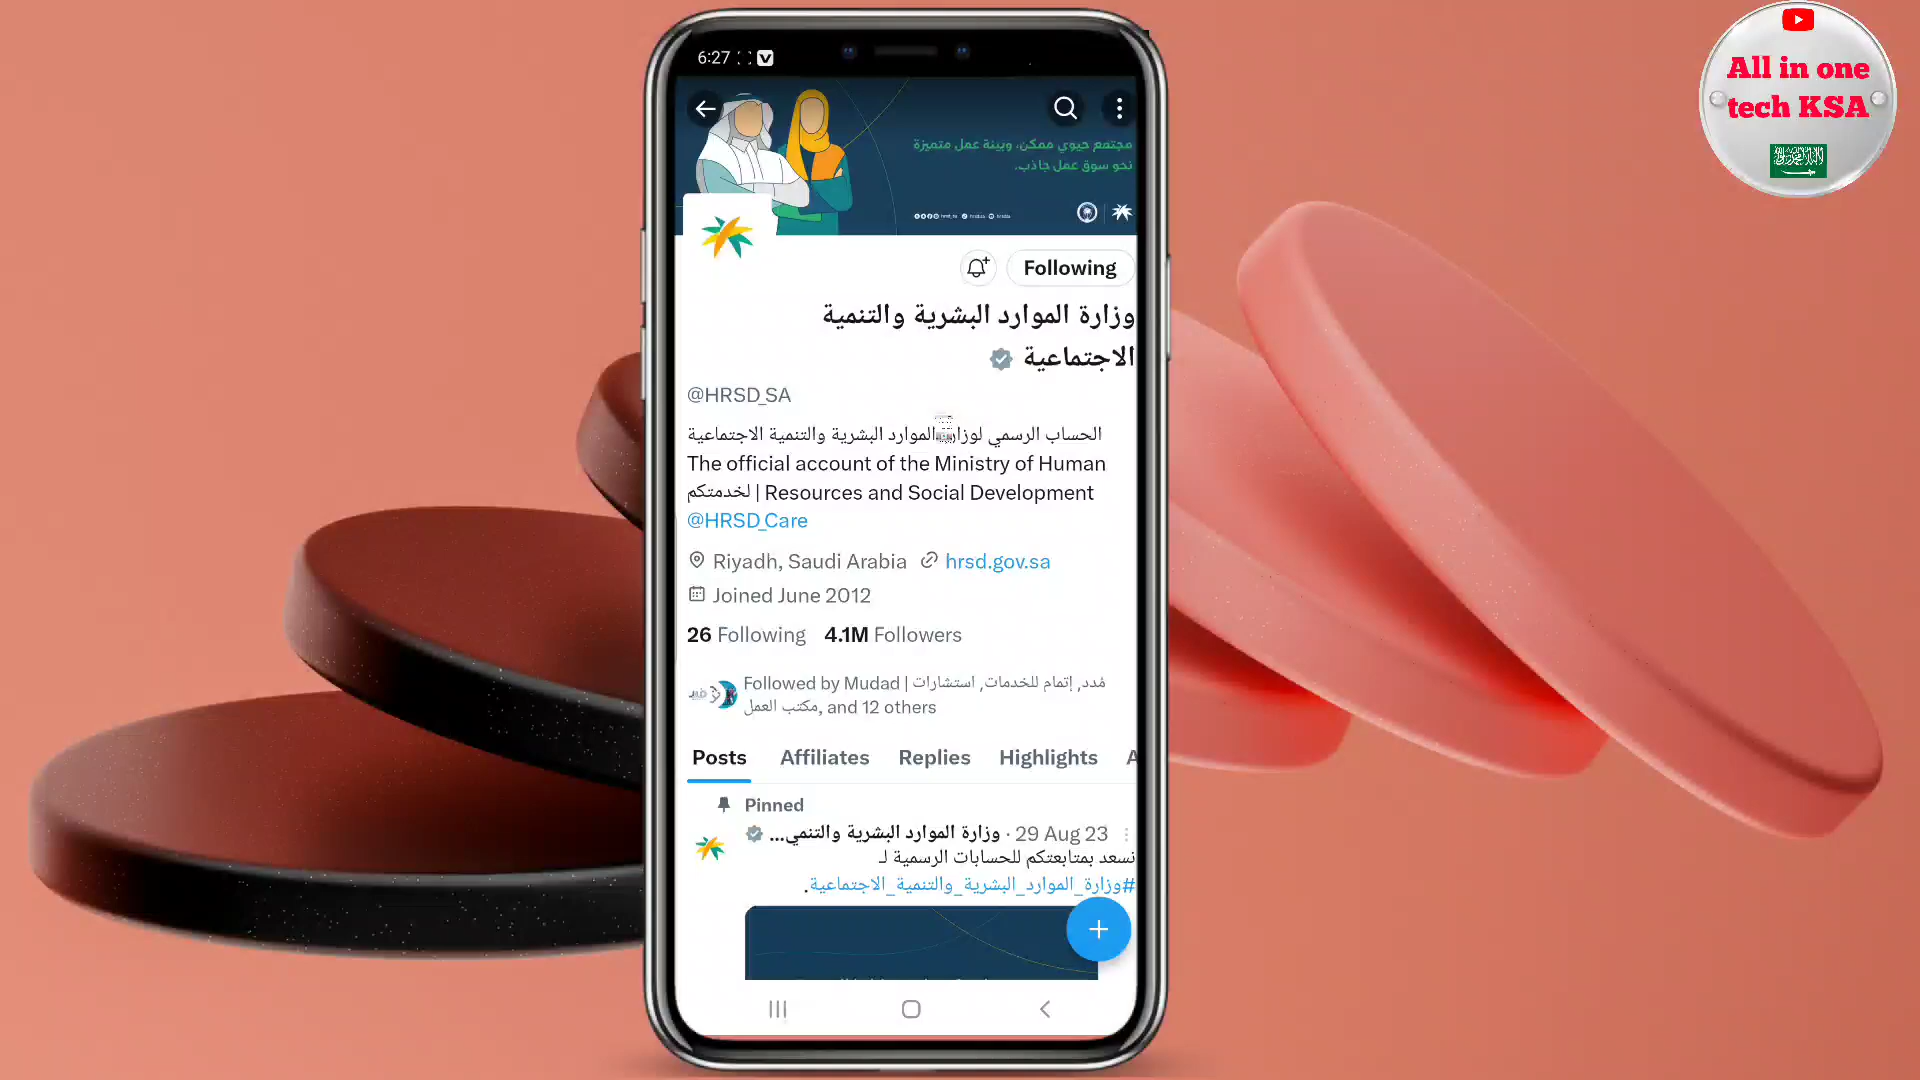 6:27
مجتمع حيوي ممكن، وبيئة عمل متميزة
نحو سوق عمل جاذب.
Following
وزارة الموارد البشرية والتنمية
الاجتماعية
@HRSD_SA
الحساب الرسمي لوزارة الموارد البشرية والتنمية الاجتماعية
The official account of the Ministry of Human
Resources and Social Development | لخدمتكم
@HRSD_Care
Riyadh, Saudi Arabia hrsd.gov.sa
Joined June 2012
26 Following 4.1M Followers
Followed by Mudad | مُدد, إتمام للخدمات, استشارات
مكتب العمل, and 12 others
Posts Affiliates Replies Highlights A
Pinned
وزارة الموارد البشرية والتنمي... · 29 Aug 23
نسعد بمتابعتكم للحسابات الرسمية لـ
#وزارة_الموارد_البشرية_والتنمية_الاجتماعية.
All in one
tech KSA